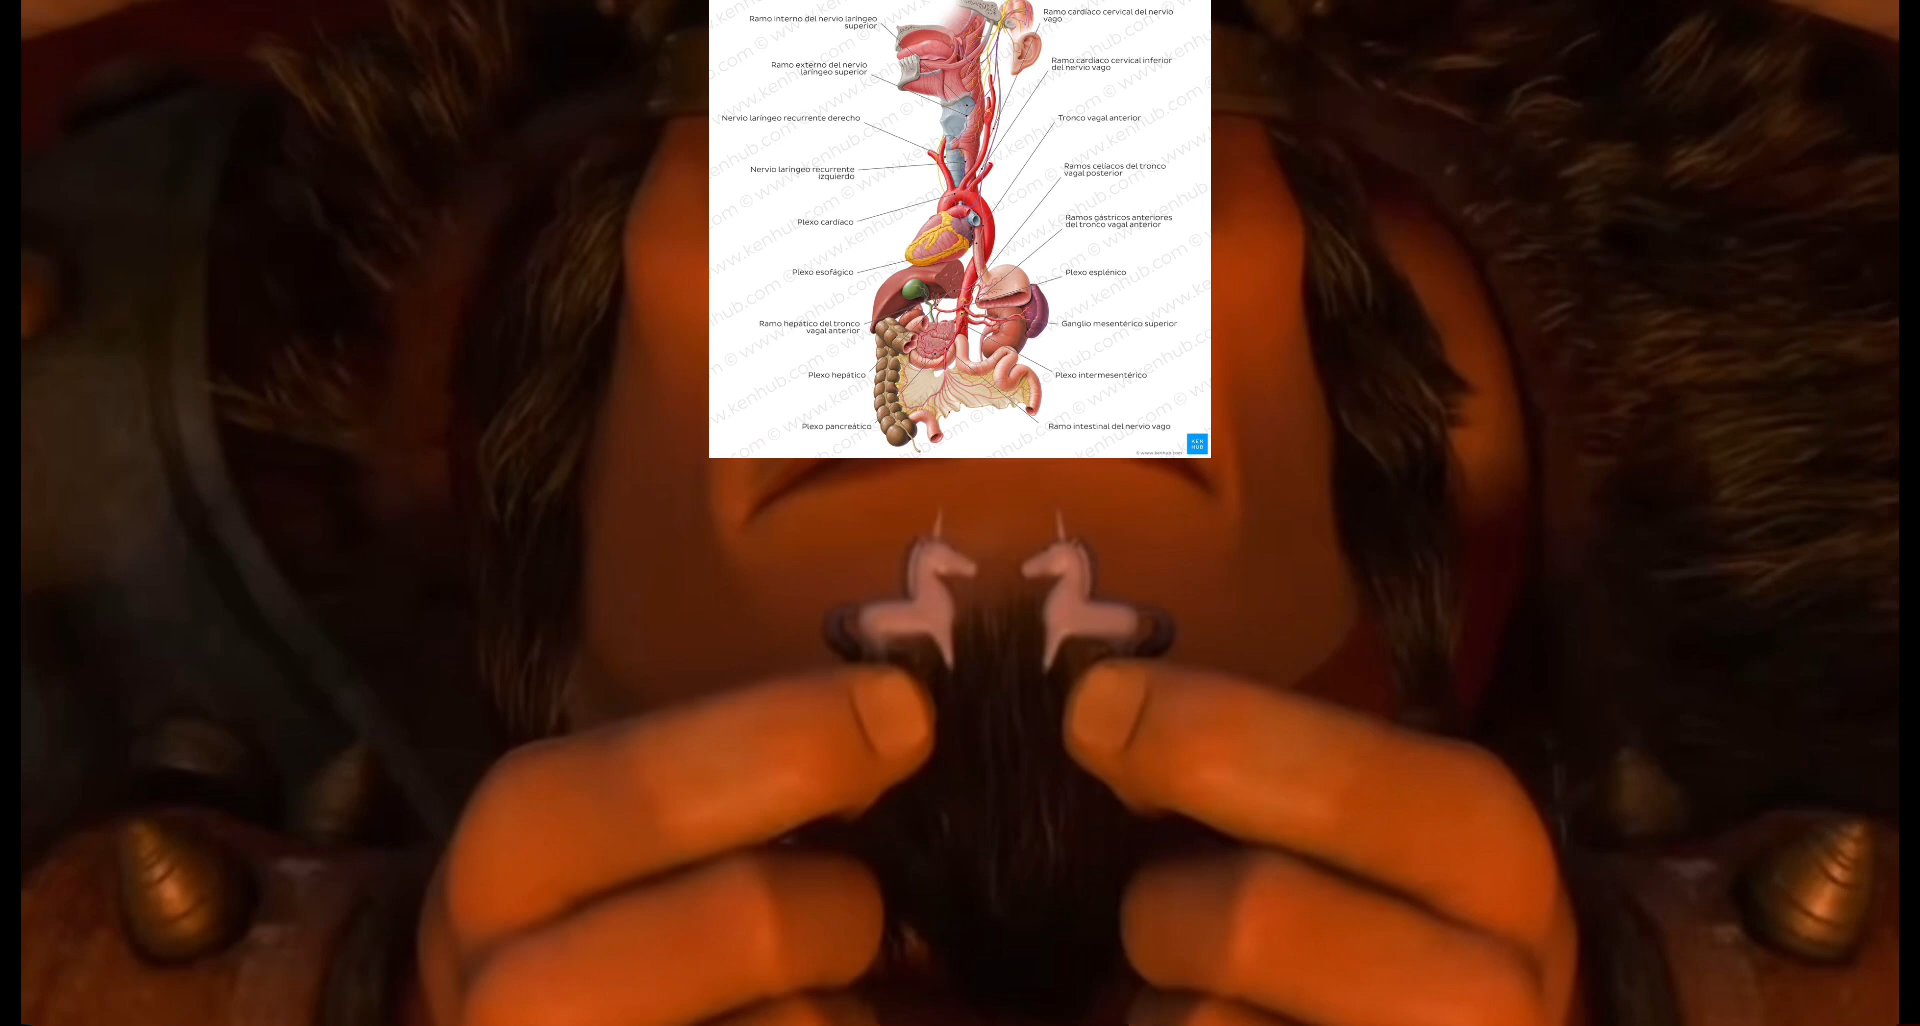 Ramo interno del nervio laríngeo
superior
Ramo externo del nervio
laríngeo superior
Nervio laríngeo recurrente derecho
Nervio laríngeo recurrente
izquierdo
Plexo cardíaco
Plexo esofágico
Ramo hepático del tronco
vagal anterior
Plexo hepático
Plexo pancreático
Ramo cardíaco cervical del nervio
vago
Ramo cardíaco cervical inferior
del nervio vago
Tronco vagal anterior
Ramos celíacos del tronco
vagal posterior
Ramos gástricos anteriores
del tronco vagal anterior
Plexo esplénico
Ganglio mesentérico superior
Plexo intermesentérico
Ramo intestinal del nervio vago
KEN
HUB
© www.kenhub.com